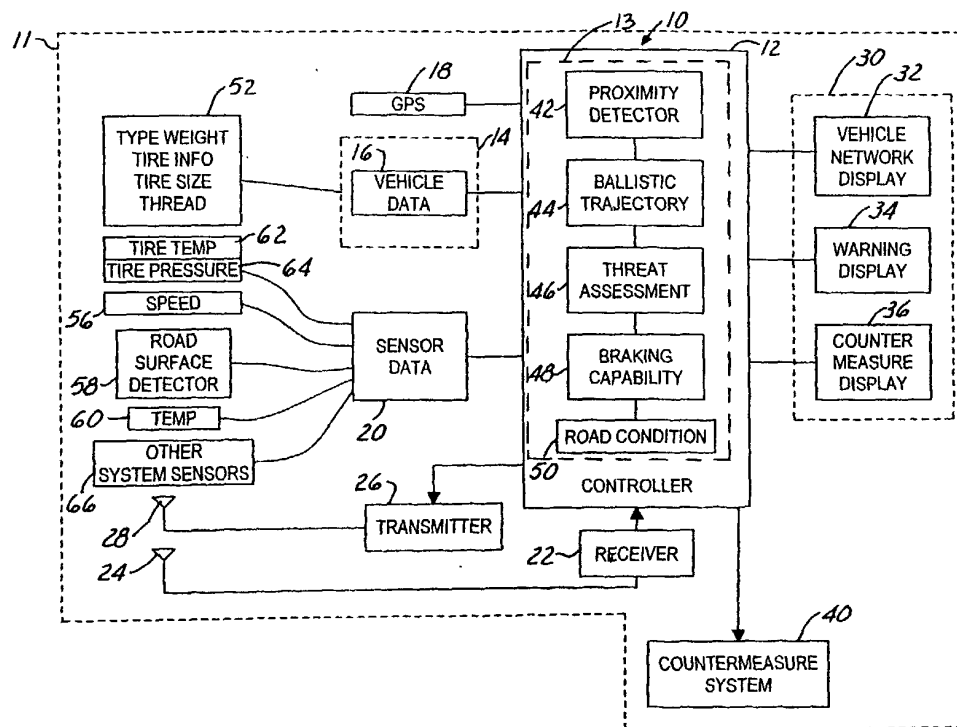 11
52
TYPE WEIGHT
TIRE INFO
TIRE SIZE
THREAD
TIRE TEMP
62
TIRE PRESSURE
64
56
SPEED
ROAD
SURFACE
DETECTOR
58
60
TEMP
OTHER
SYSTEM SENSORS
66
28
24
18
GPS
14
16
VEHICLE
DATA
SENSOR
DATA
20
26
TRANSMITTER
13
10
12
42
PROXIMITY
DETECTOR
44
BALLISTIC
TRAJECTORY
46
THREAT
ASSESSMENT
48
BRAKING
CAPABILITY
50
ROAD CONDITION
CONTROLLER
22
RECEIVER
30
32
VEHICLE
NETWORK
DISPLAY
34
WARNING
DISPLAY
36
COUNTER
MEASURE
DISPLAY
40
COUNTERMEASURE
SYSTEM